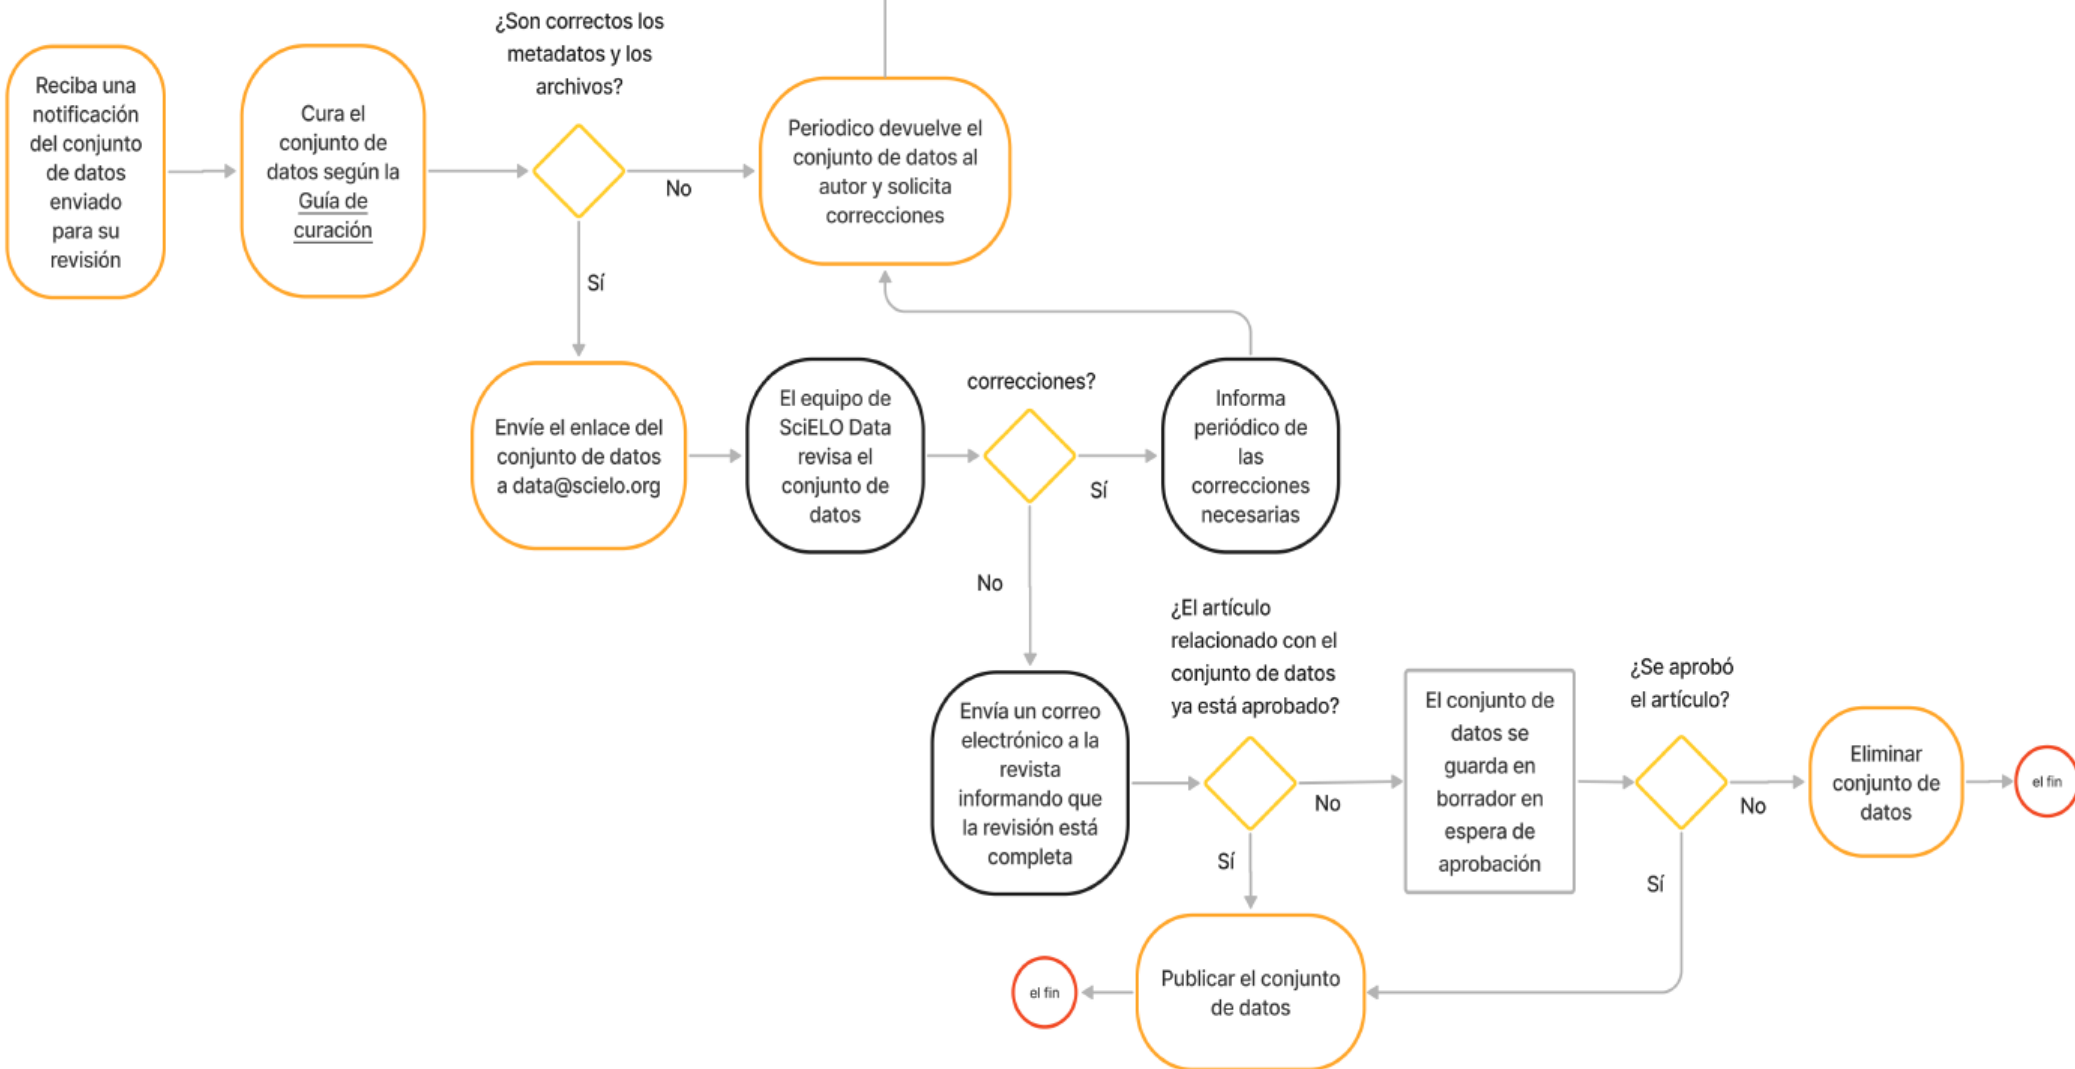 ¿Son correctos los
metadatos y los
archivos?
Reciba una
notificación
del conjunto
de datos
enviado
para su
revisión
Cura el
conjunto de
datos según la
Guía de
curación
No
Periodico devuelve el
conjunto de datos al
autor y solicita
correcciones
Sí
Envíe el enlace del
conjunto de datos
a data@scielo.org
El equipo de
SciELO Data
revisa el
conjunto de
datos
correcciones?
Sí
Informa
periódico de
las
correcciones
necesarias
No
Envía un correo
electrónico a la
revista
informando que
la revisión está
completa
¿El artículo
relacionado con el
conjunto de datos
ya está aprobado?
No
Sí
El conjunto de
datos se
guarda en
borrador en
espera de
aprobación
¿Se aprobó
el artículo?
No
Sí
Eliminar
conjunto de
datos
el fin
Publicar el conjunto
de datos
el fin